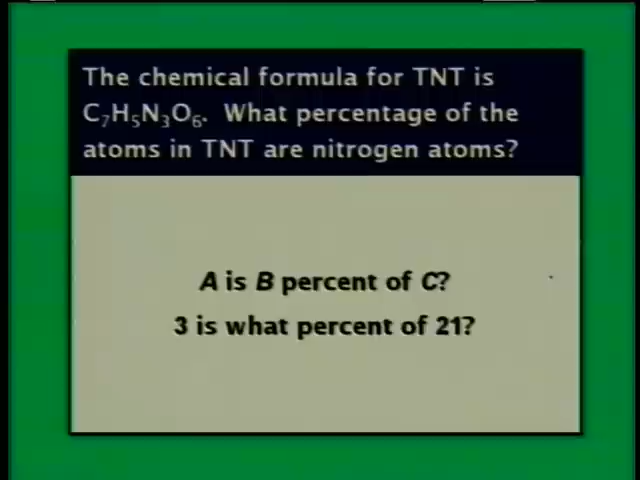 The chemical formula for TNT is
C₇H₅N₃O₆. What percentage of the
atoms in TNT are nitrogen atoms?
A is B percent of C?
3 is what percent of 21?